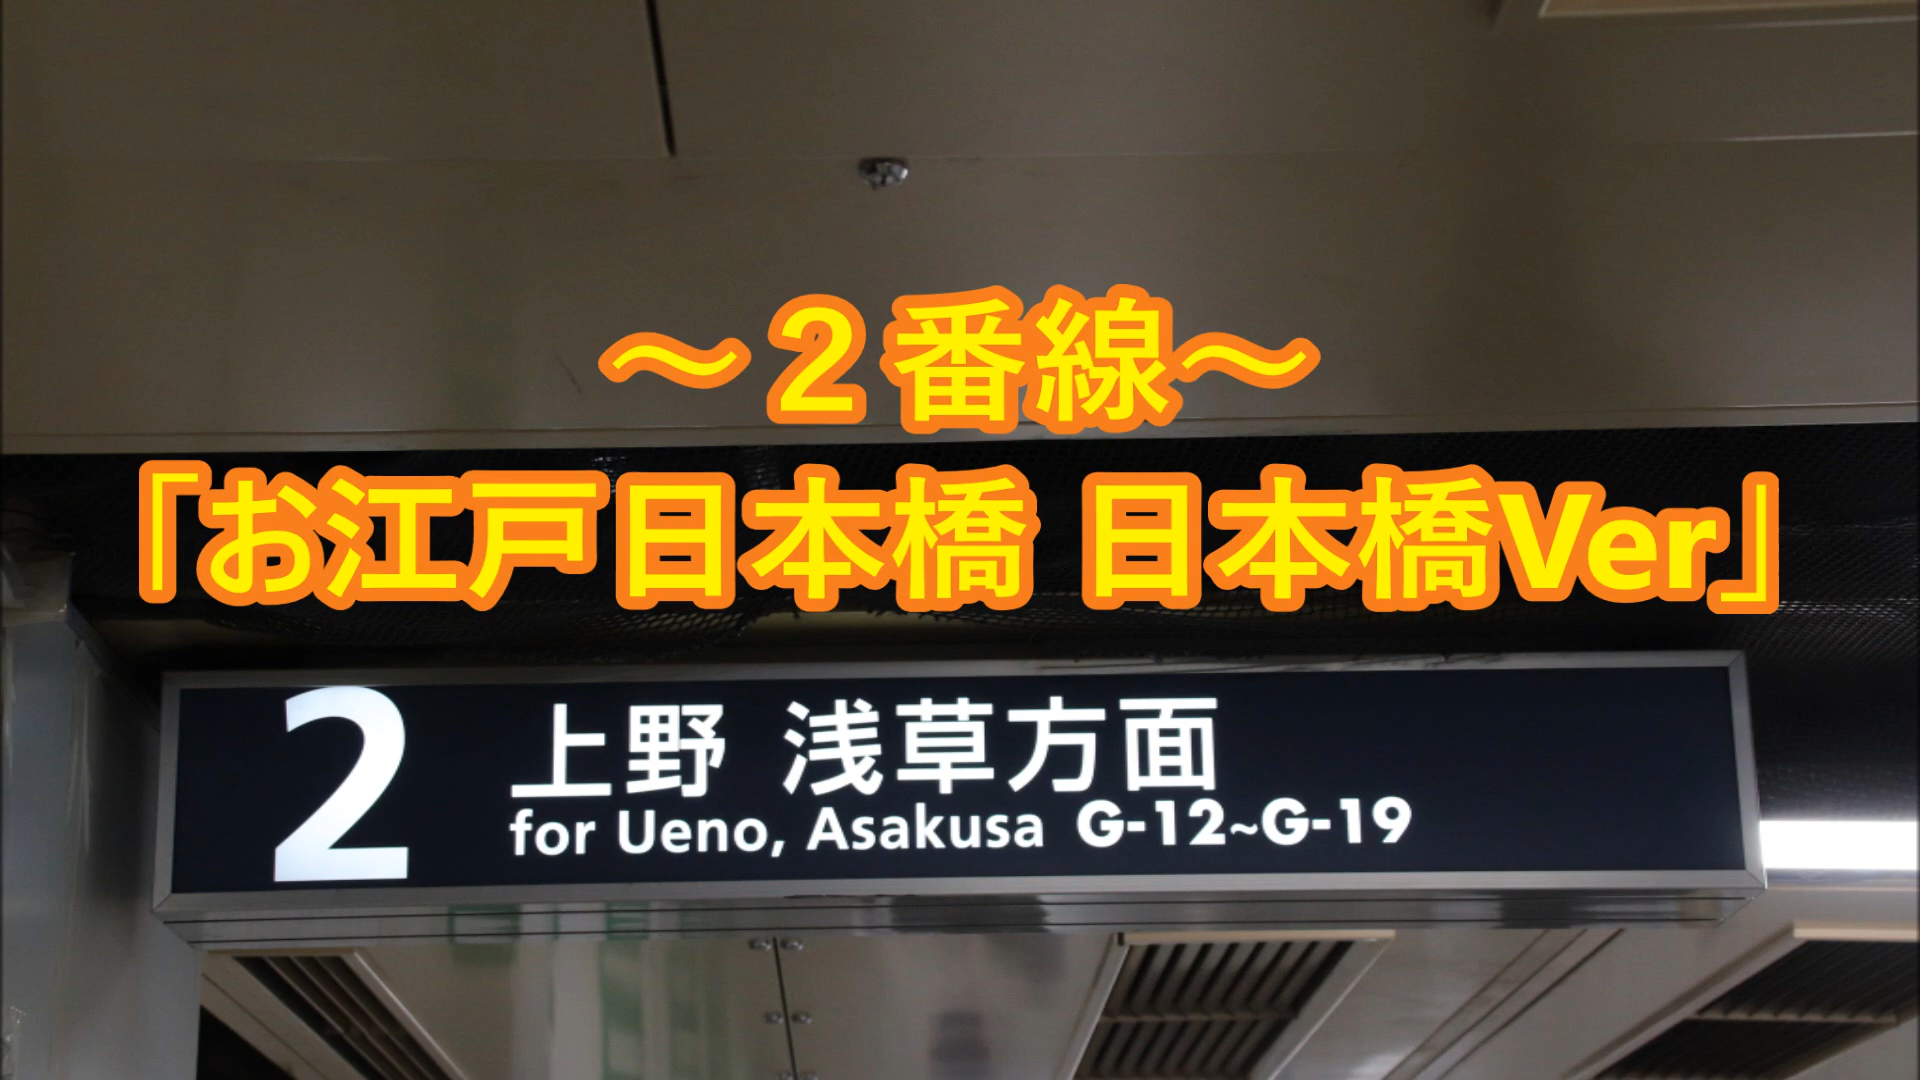 ～２番線～
「お江戸日本橋 日本橋Ver」
2 上野 浅草方面
for Ueno, Asakusa G-12~G-19